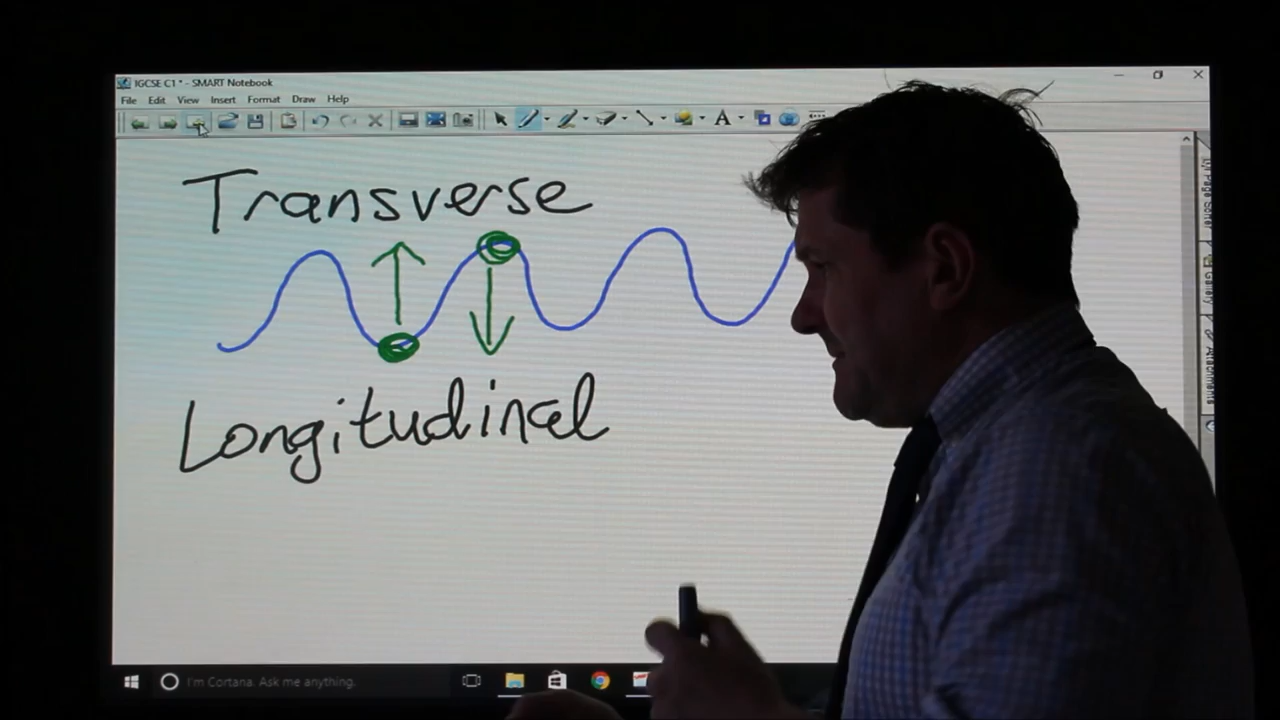 IGCSE C1 * - SMART Notebook
File Edit View Insert Format Draw Help
Transverse
Longitudinal
I'm Cortana. Ask me anything.